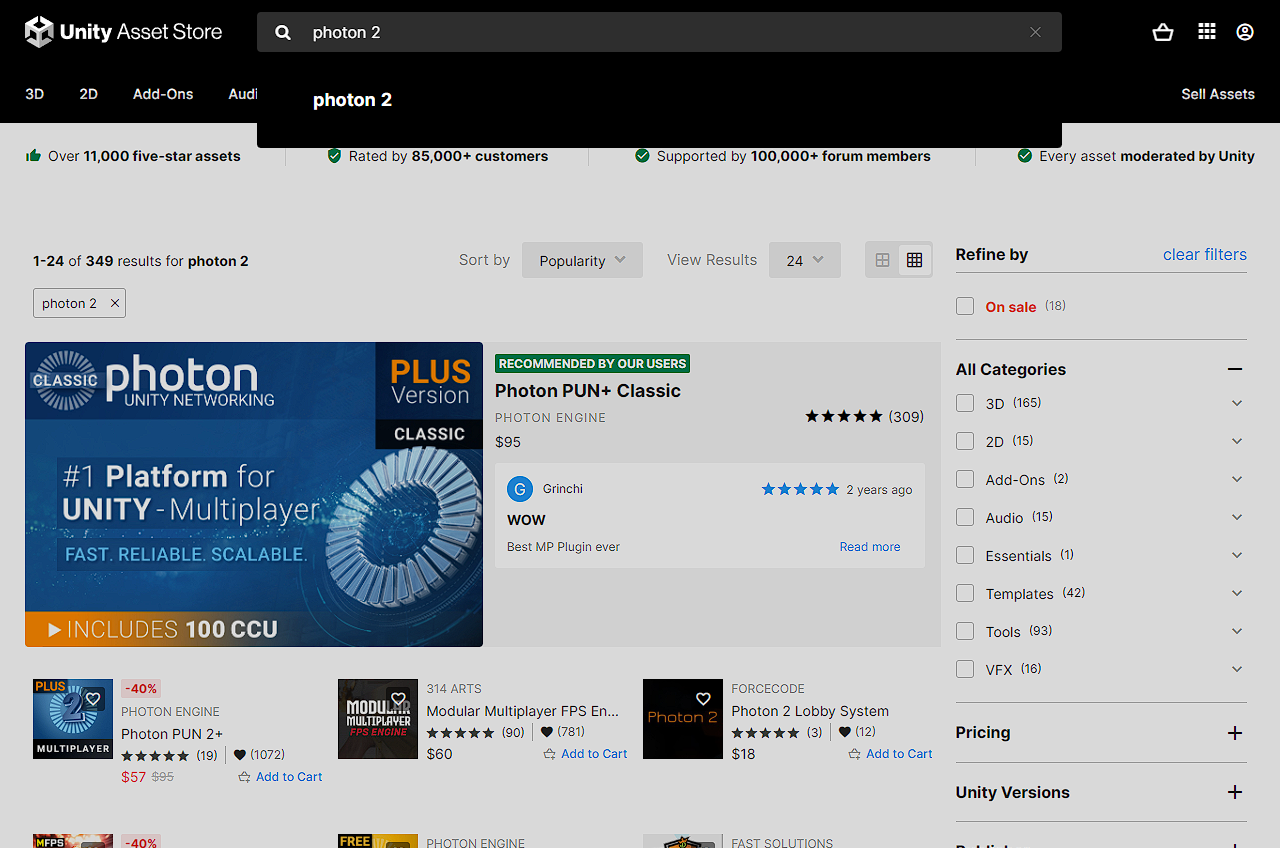 Unity Asset Store
photon 2
3D 2D Add-Ons Audi
photon 2
Sell Assets
Over 11,000 five-star assets
Rated by 85,000+ customers
Supported by 100,000+ forum members
Every asset moderated by Unity
1-24 of 349 results for photon 2
Sort by Popularity
View Results 24
photon 2
CLASSIC
photon
UNITY NETWORKING
PLUS
Version
CLASSIC
#1 Platform for
UNITY - Multiplayer
FAST. RELIABLE. SCALABLE.
INCLUDES 100 CCU
RECOMMENDED BY OUR USERS
Photon PUN+ Classic
PHOTON ENGINE
(309)
$95
G Grinchi
2 years ago
WOW
Best MP Plugin ever
Read more
PLUS
2
MULTIPLAYER
-40%
PHOTON ENGINE
Photon PUN 2+
(19) (1072)
$57 $95
Add to Cart
MODULAR
MULTIPLAYER
FPS ENGINE
314 ARTS
Modular Multiplayer FPS En...
(90) (781)
$60
Add to Cart
Photon 2
FORCECODE
Photon 2 Lobby System
(3) (12)
$18
Add to Cart
MFPS
-40%
FREE
PHOTON ENGINE
FAST SOLUTIONS
Refine by
clear filters
On sale (18)
All Categories
3D (165)
2D (15)
Add-Ons (2)
Audio (15)
Essentials (1)
Templates (42)
Tools (93)
VFX (16)
Pricing
Unity Versions